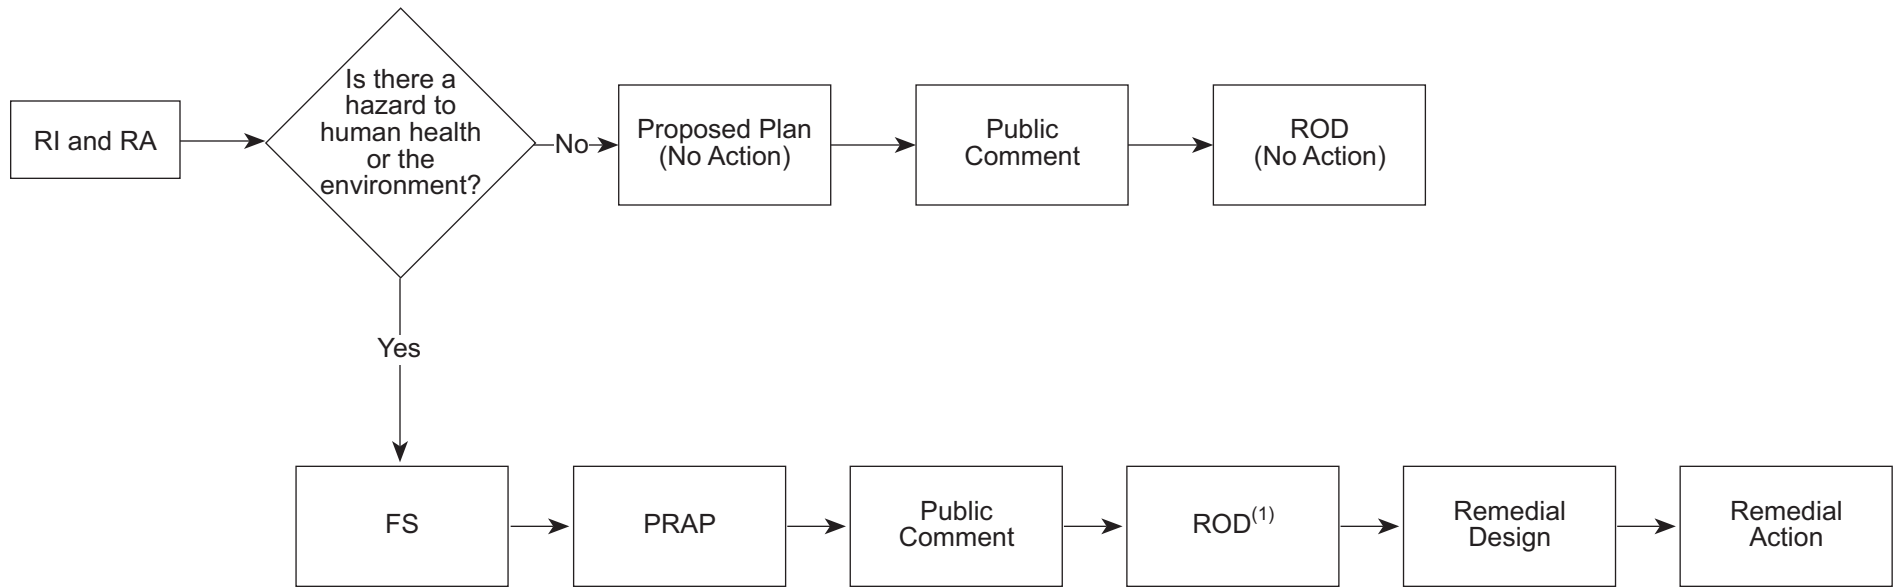 RI and RA
Is there a
hazard to
human health
or the
environment?
No
Proposed Plan
(No Action)
Public
Comment
ROD
(No Action)
Yes
FS
PRAP
Public
Comment
ROD(1)
Remedial
Design
Remedial
Action